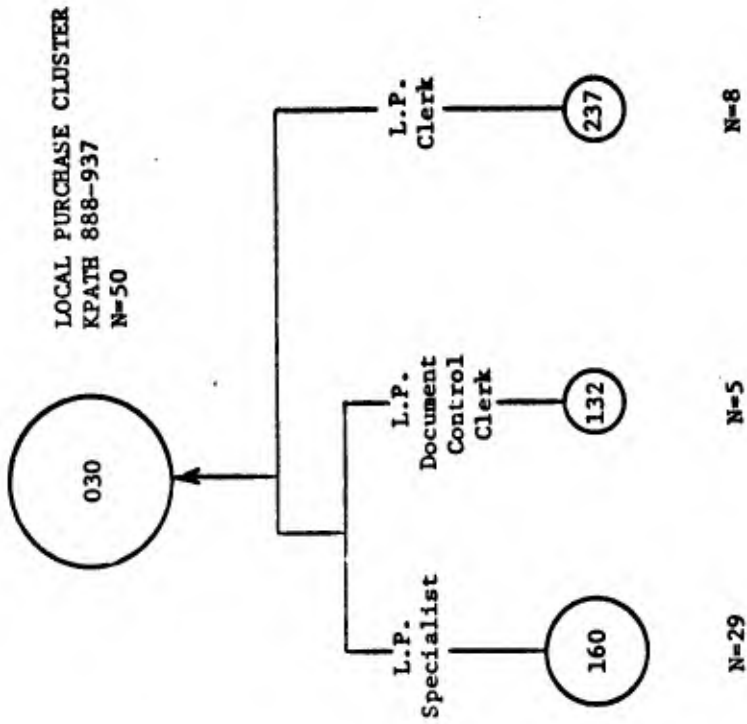 LOCAL PURCHASE CLUSTER
KPATH 888-937
N=50
030
L.P.
Specialist
L.P.
Document
Control
Clerk
L.P.
Clerk
160
132
237
N=29
N=5
N=8